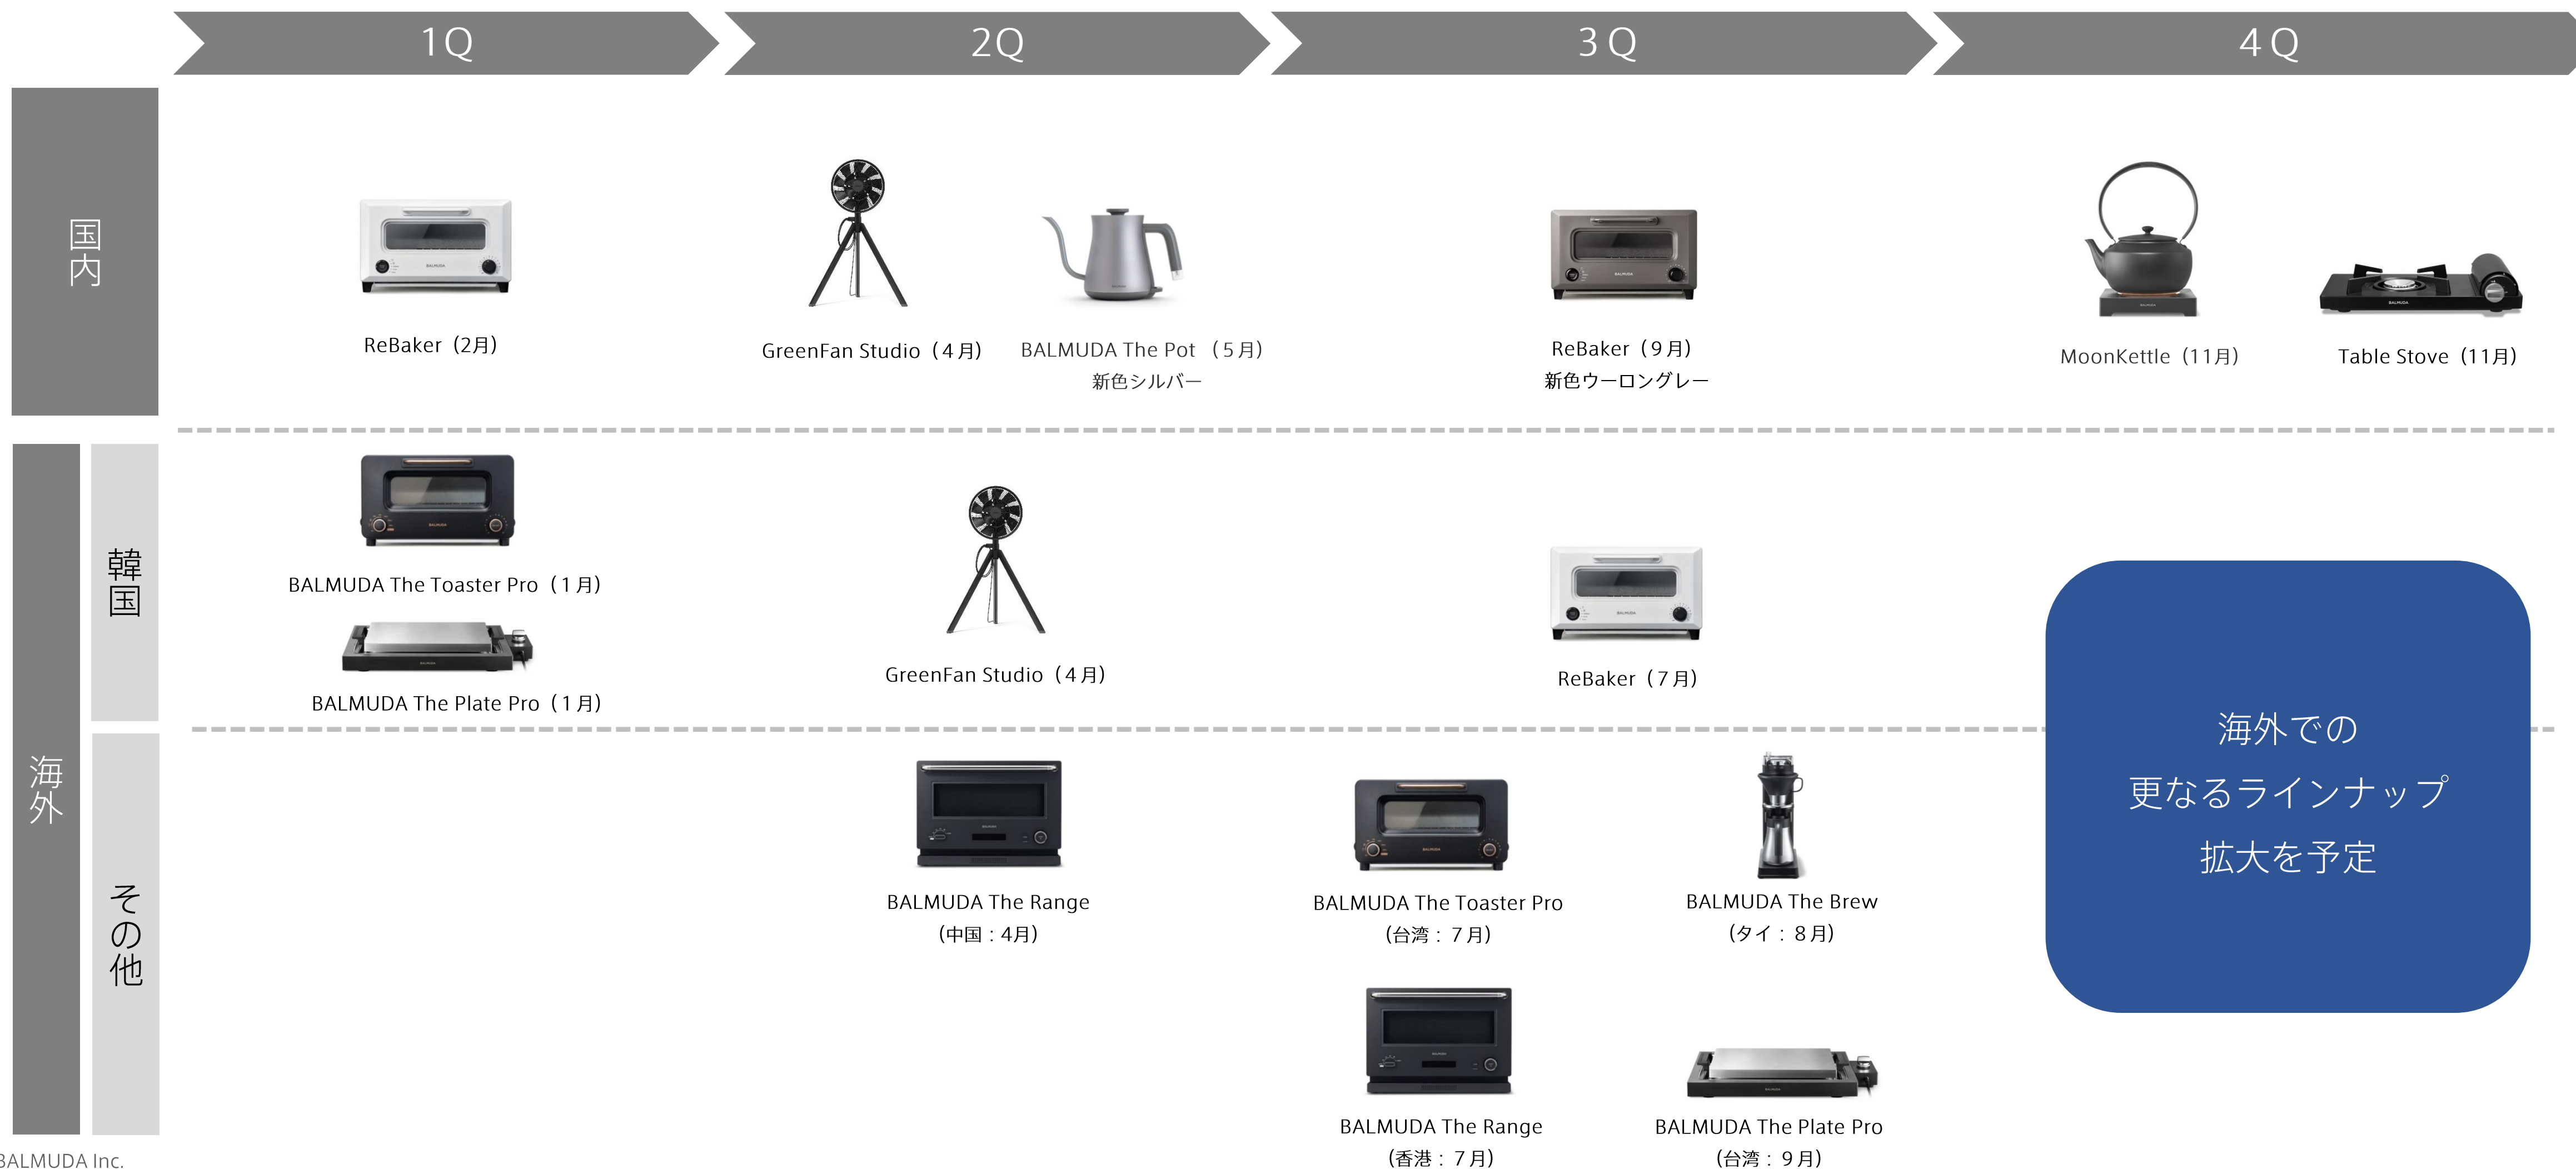 1Q
2Q
3Q
4Q
国内
ReBaker（2月）
GreenFan Studio（4月）
BALMUDA The Pot （5月）
新色シルバー
ReBaker（9月）
新色ウーロングレー
MoonKettle（11月）
Table Stove（11月）
海外
韓国
BALMUDA The Toaster Pro（1月）
BALMUDA The Plate Pro（1月）
GreenFan Studio（4月）
ReBaker（7月）
その他
BALMUDA The Range
（中国：4月）
BALMUDA The Toaster Pro
（台湾：7月）
BALMUDA The Brew
（タイ：8月）
BALMUDA The Range
（香港：7月）
BALMUDA The Plate Pro
（台湾：9月）
海外での
更なるラインナップ
拡大を予定
BALMUDA Inc.